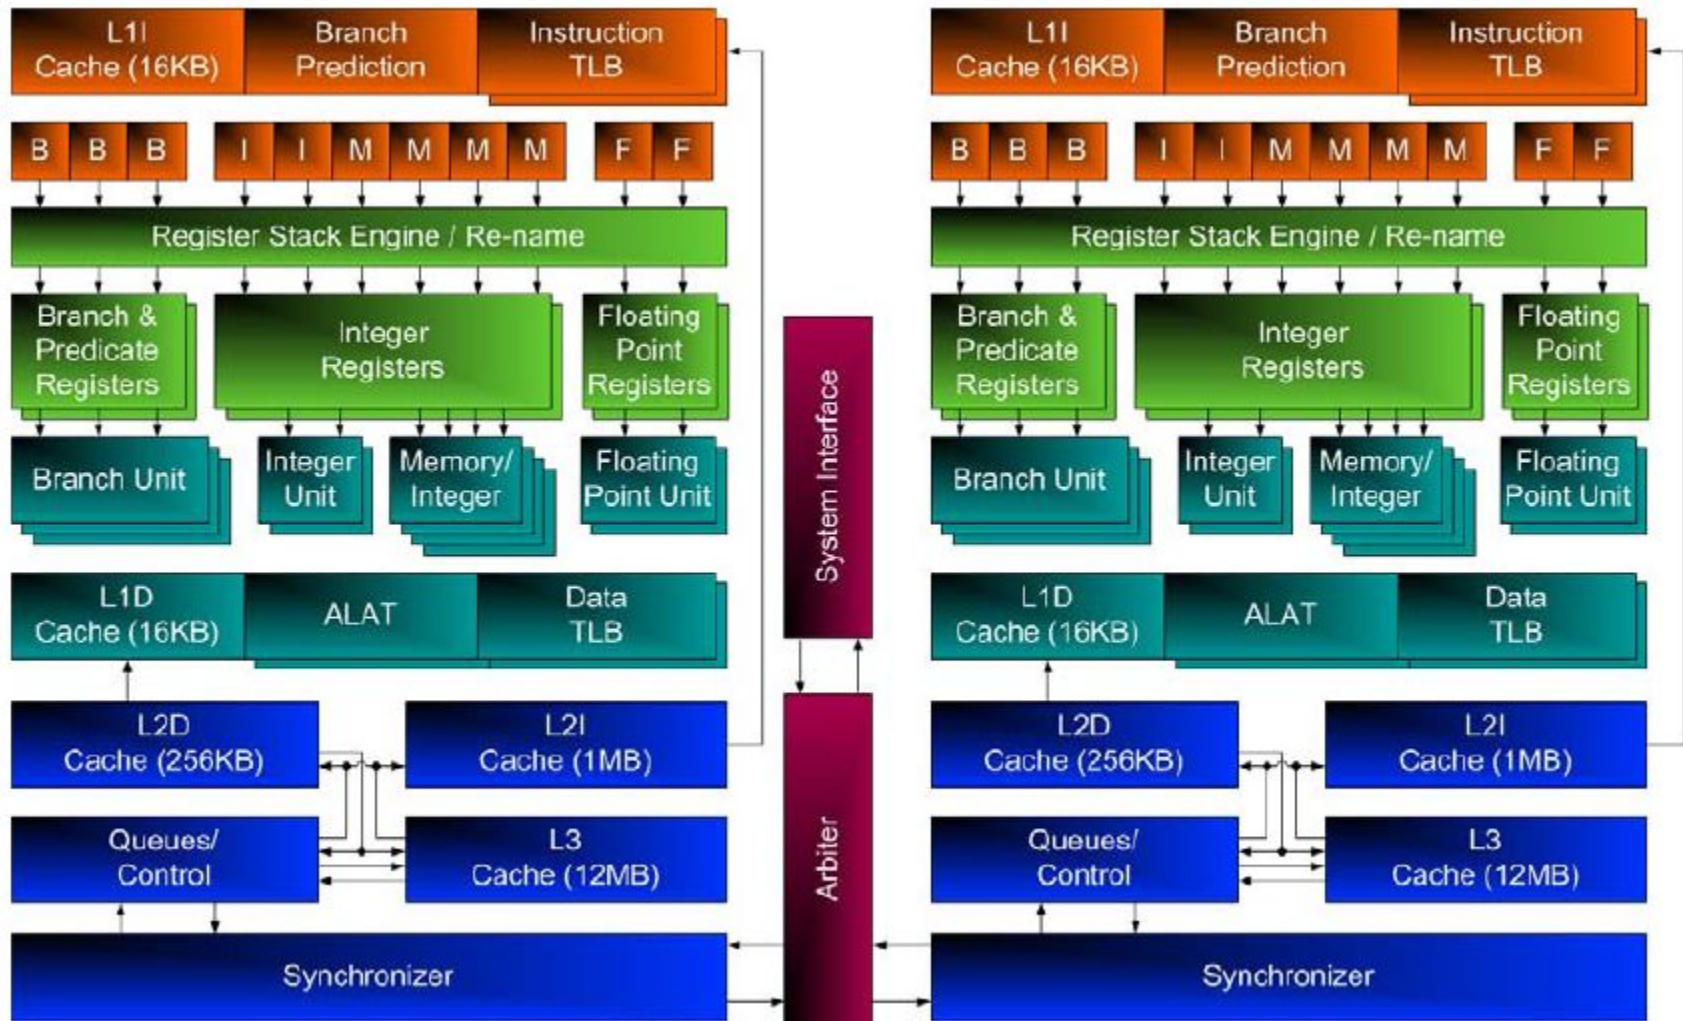 L1I
Cache (16KB)
Branch
Prediction
Instruction
TLB
B B B I I M M M M F F
Register Stack Engine / Re-name
Branch &
Predicate
Registers
Integer
Registers
Floating
Point
Registers
Branch Unit
Integer
Unit
Memory/
Integer
Floating
Point Unit
L1D
Cache (16KB)
ALAT
Data
TLB
L2D
Cache (256KB)
L2I
Cache (1MB)
Queues/
Control
L3
Cache (12MB)
Synchronizer
System Interface
Arbiter
L1I
Cache (16KB)
Branch
Prediction
Instruction
TLB
B B B I I M M M M F F
Register Stack Engine / Re-name
Branch &
Predicate
Registers
Integer
Registers
Floating
Point
Registers
Branch Unit
Integer
Unit
Memory/
Integer
Floating
Point Unit
L1D
Cache (16KB)
ALAT
Data
TLB
L2D
Cache (256KB)
L2I
Cache (1MB)
Queues/
Control
L3
Cache (12MB)
Synchronizer